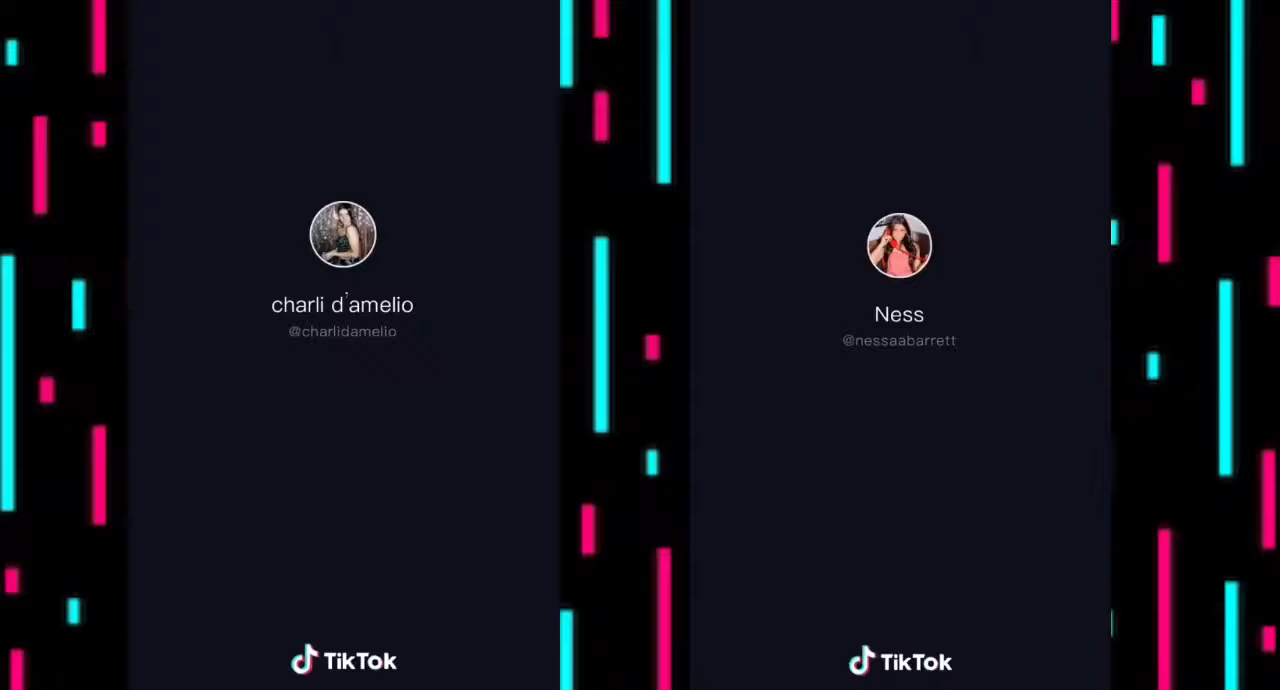 charli d'amelio
@charlidamelio
TikTok
Ness
@nessaabarrett
TikTok